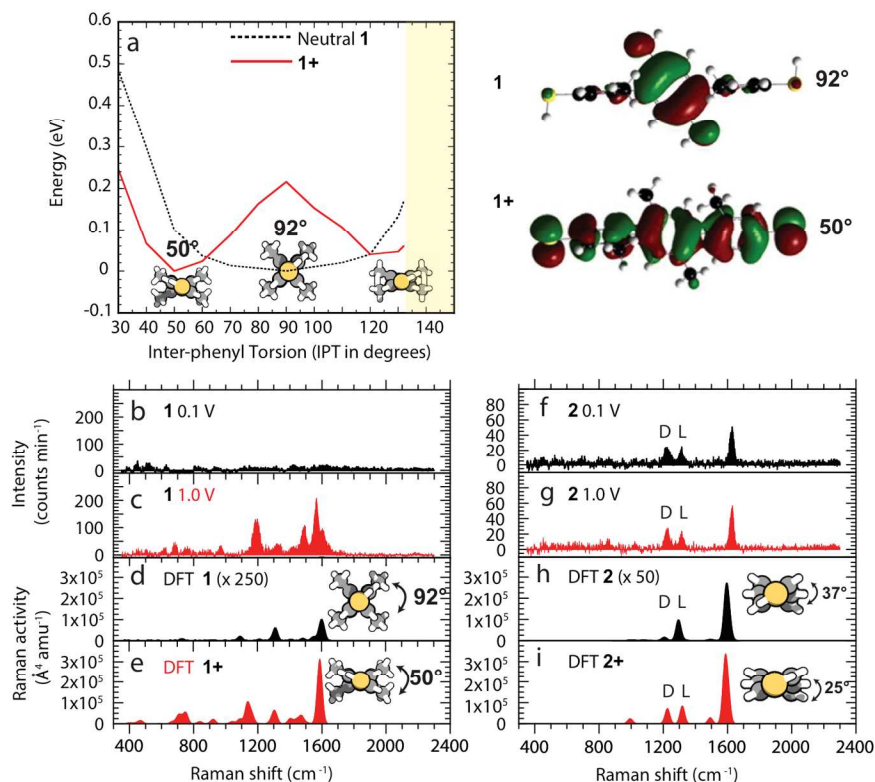 a
Neutral 1
1+
0.6
0.5
0.4
0.3
0.2
0.1
0
-0.1
Energy (eV)
50°
92°
30 40 50 60 70 80 90 100 120 130 140
Inter-phenyl Torsion (IPT in degrees)
1
92°
1+
50°
b 1 0.1 V
200
100
0
Intensity
(counts min⁻¹)
c 1 1.0 V
200
100
0
d DFT 1 (x 250)
3x10⁵
2x10⁵
1x10⁵
0
92°
Raman activity
(Å⁴ amu⁻¹)
e DFT 1+
3x10⁵
2x10⁵
1x10⁵
0
50°
400 800 1200 1600 2000 2400
Raman shift (cm⁻¹)
f 2 0.1 V
80
60
40
20
0
D L
g 2 1.0 V
80
60
40
20
0
D L
h DFT 2 (x 50)
3x10⁵
2x10⁵
1x10⁵
0
D L
37°
i DFT 2+
3x10⁵
2x10⁵
1x10⁵
0
D L
25°
400 800 1200 1600 2000 2400
Raman shift (cm⁻¹)